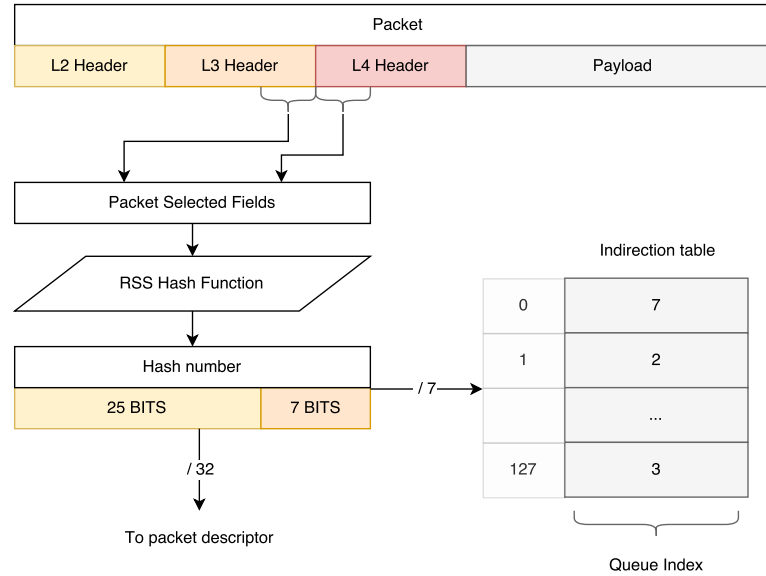 Packet
L2 Header L3 Header L4 Header Payload
Packet Selected Fields
RSS Hash Function
Hash number
25 BITS 7 BITS
/ 7
/ 32
To packet descriptor
Indirection table
0 7
1 2
...
127 3
Queue Index